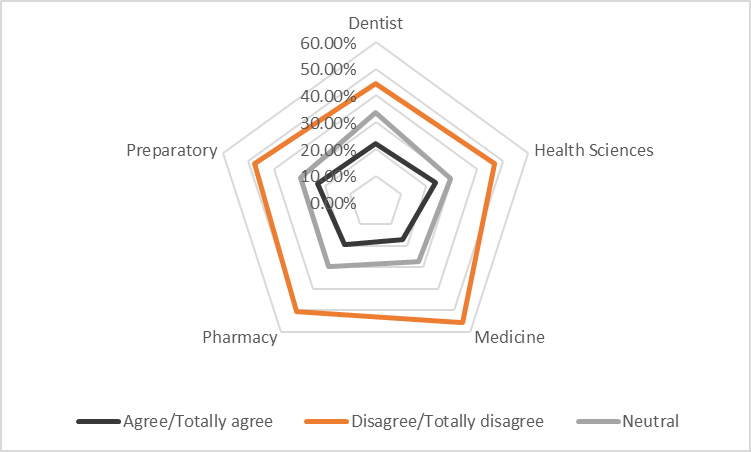 Dentist
60.00%
50.00%
40.00%
30.00%
20.00%
10.00%
0.00%
Preparatory
Health Sciences
Pharmacy
Medicine
Agree/Totally agree
Disagree/Totally disagree
Neutral